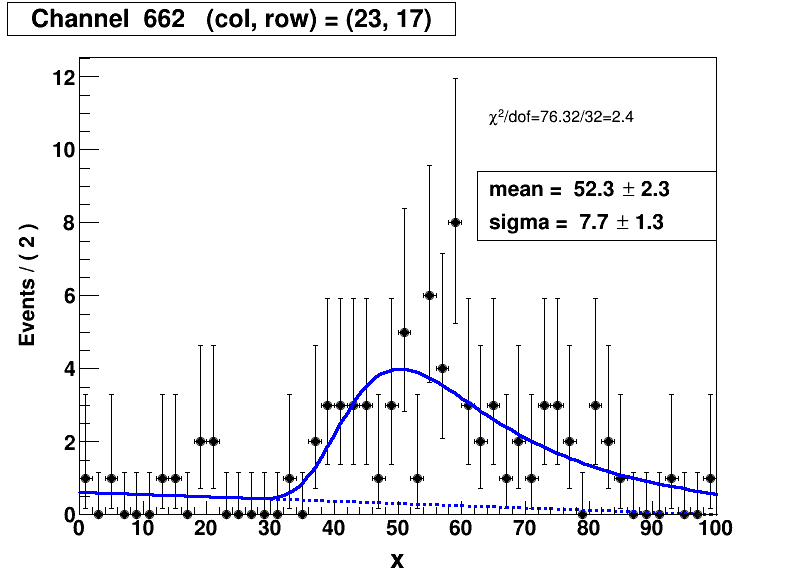 Channel 662 (col, row) = (23, 17)
χ²/dof=76.32/32=2.4
mean = 52.3 ± 2.3
sigma = 7.7 ± 1.3
Events / ( 2 )
12
10
8
6
4
2
0
0 10 20 30 40 50 60 70 80 90 100
x